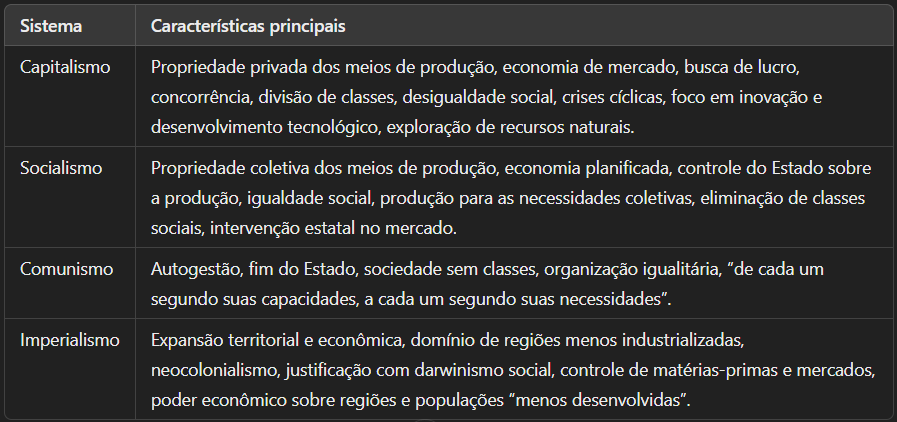 Sistema Características principais
Capitalismo Propriedade privada dos meios de produção, economia de mercado, busca de lucro,
concorrência, divisão de classes, desigualdade social, crises cíclicas, foco em inovação e
desenvolvimento tecnológico, exploração de recursos naturais.
Socialismo Propriedade coletiva dos meios de produção, economia planificada, controle do Estado sobre
a produção, igualdade social, produção para as necessidades coletivas, eliminação de classes
sociais, intervenção estatal no mercado.
Comunismo Autogestão, fim do Estado, sociedade sem classes, organização igualitária, “de cada um
segundo suas capacidades, a cada um segundo suas necessidades”.
Imperialismo Expansão territorial e econômica, domínio de regiões menos industrializadas,
neocolonialismo, justificação com darwinismo social, controle de matérias-primas e mercados,
poder econômico sobre regiões e populações “menos desenvolvidas”.